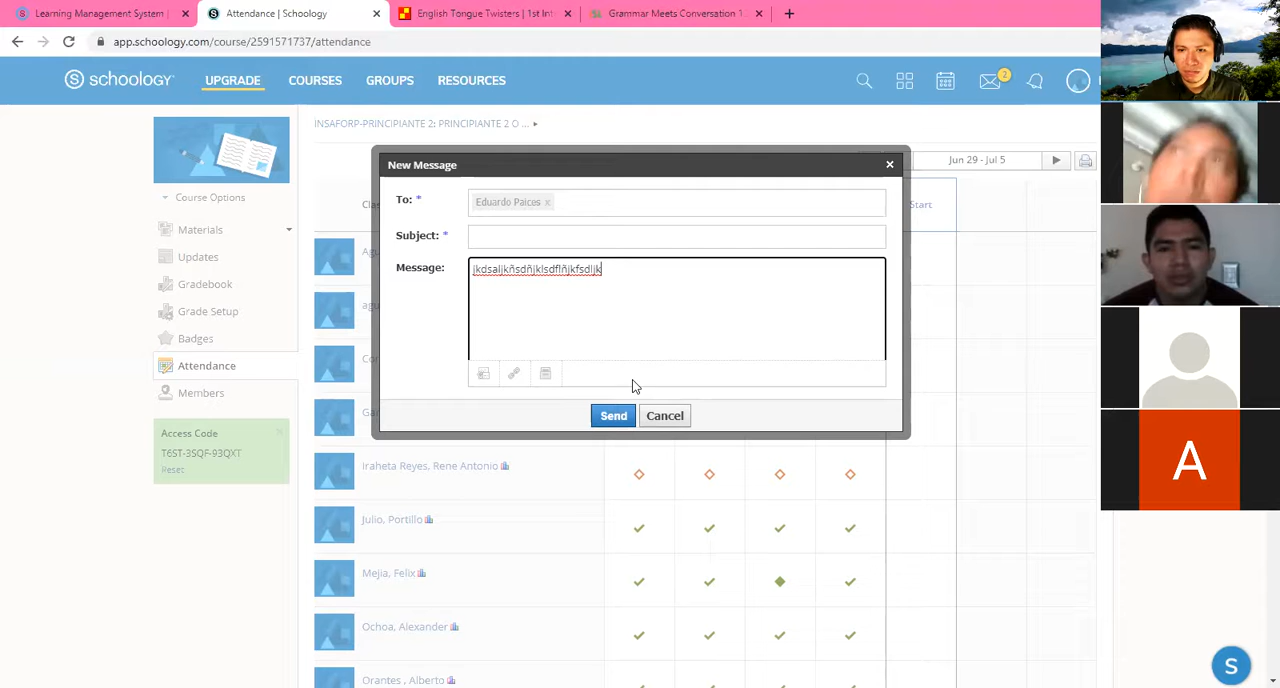 Learning Management System |
Attendance | Schoology
English Tongue Twisters | 1st Int
Grammar Meets Conversation 1
app.schoology.com/course/2591571737/attendance
schoology
UPGRADE
COURSES
GROUPS
RESOURCES
2
INSAFORP-PRINCIPIANTE 2: PRINCIPIANTE 2 O ...
Course Options
Materials
Updates
Gradebook
Grade Setup
Badges
Attendance
Members
Access Code
T6ST-3SQF-93QXT
Reset
Jun 29 - Jul 5
Start
New Message
To: *
Eduardo Paices x
Subject: *
Message:
jkdsaljkñsdñjklsdflñjkfsdljk
Send
Cancel
Iraheta Reyes, Rene Antonio
Julio, Portillo
Mejia, Felix
Ochoa, Alexander
Orantes , Alberto
A
S